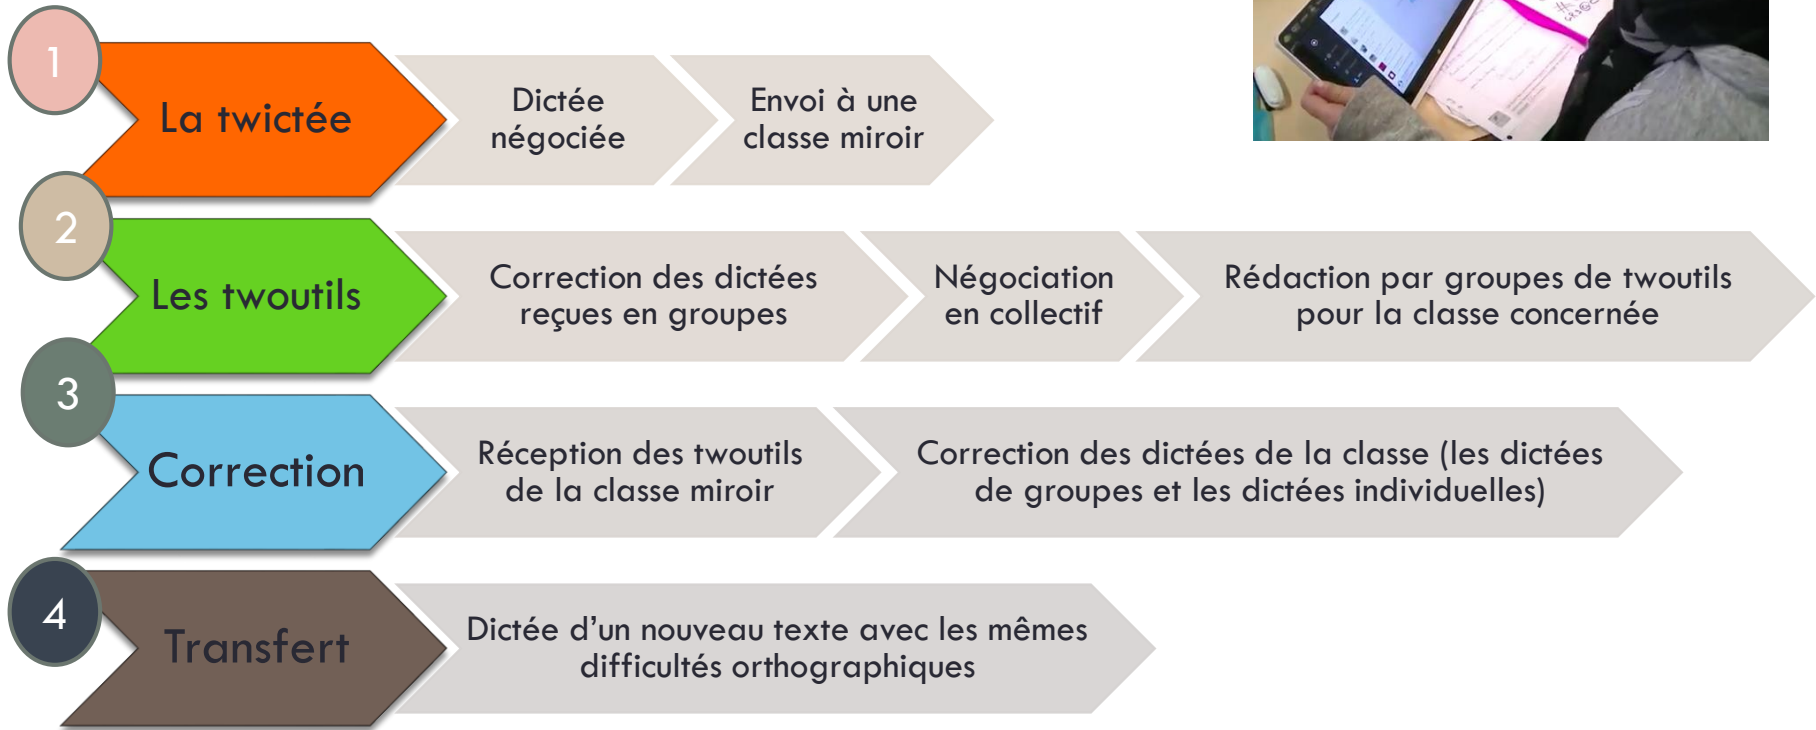 1
La twictée
Dictée
négociée
Envoi à une
classe miroir
2
Les twoutils
Correction des dictées
reçues en groupes
Négociation
en collectif
Rédaction par groupes de twoutils
pour la classe concernée
3
Correction
Réception des twoutils
de la classe miroir
Correction des dictées de la classe (les dictées
de groupes et les dictées individuelles)
4
Transfert
Dictée d’un nouveau texte avec les mêmes
difficultés orthographiques